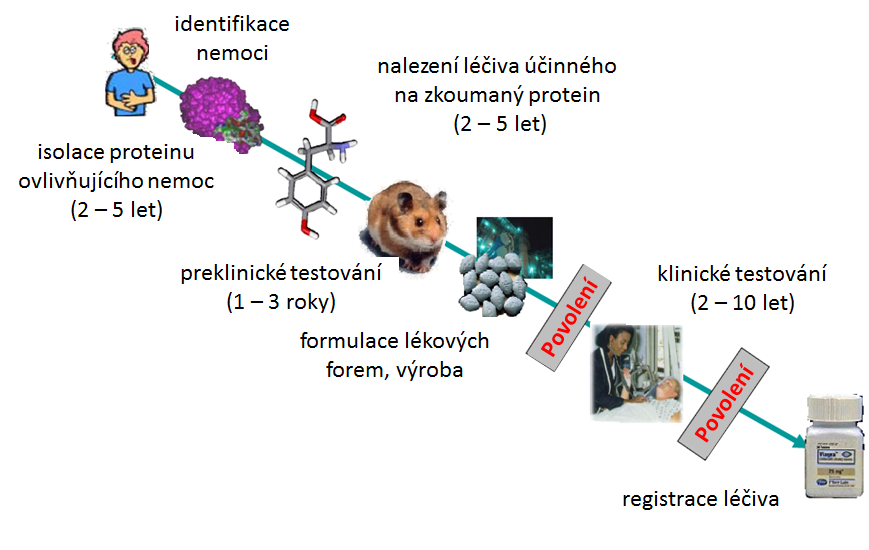 identifikace
nemoci
nalezení léčiva účinného
na zkoumaný protein
(2 – 5 let)
isolace proteinu
ovlivňujícího nemoc
(2 – 5 let)
preklinické testování
(1 – 3 roky)
klinické testování
(2 – 10 let)
Povolení
formulace lékových
forem, výroba
Povolení
Viagra
registrace léčiva